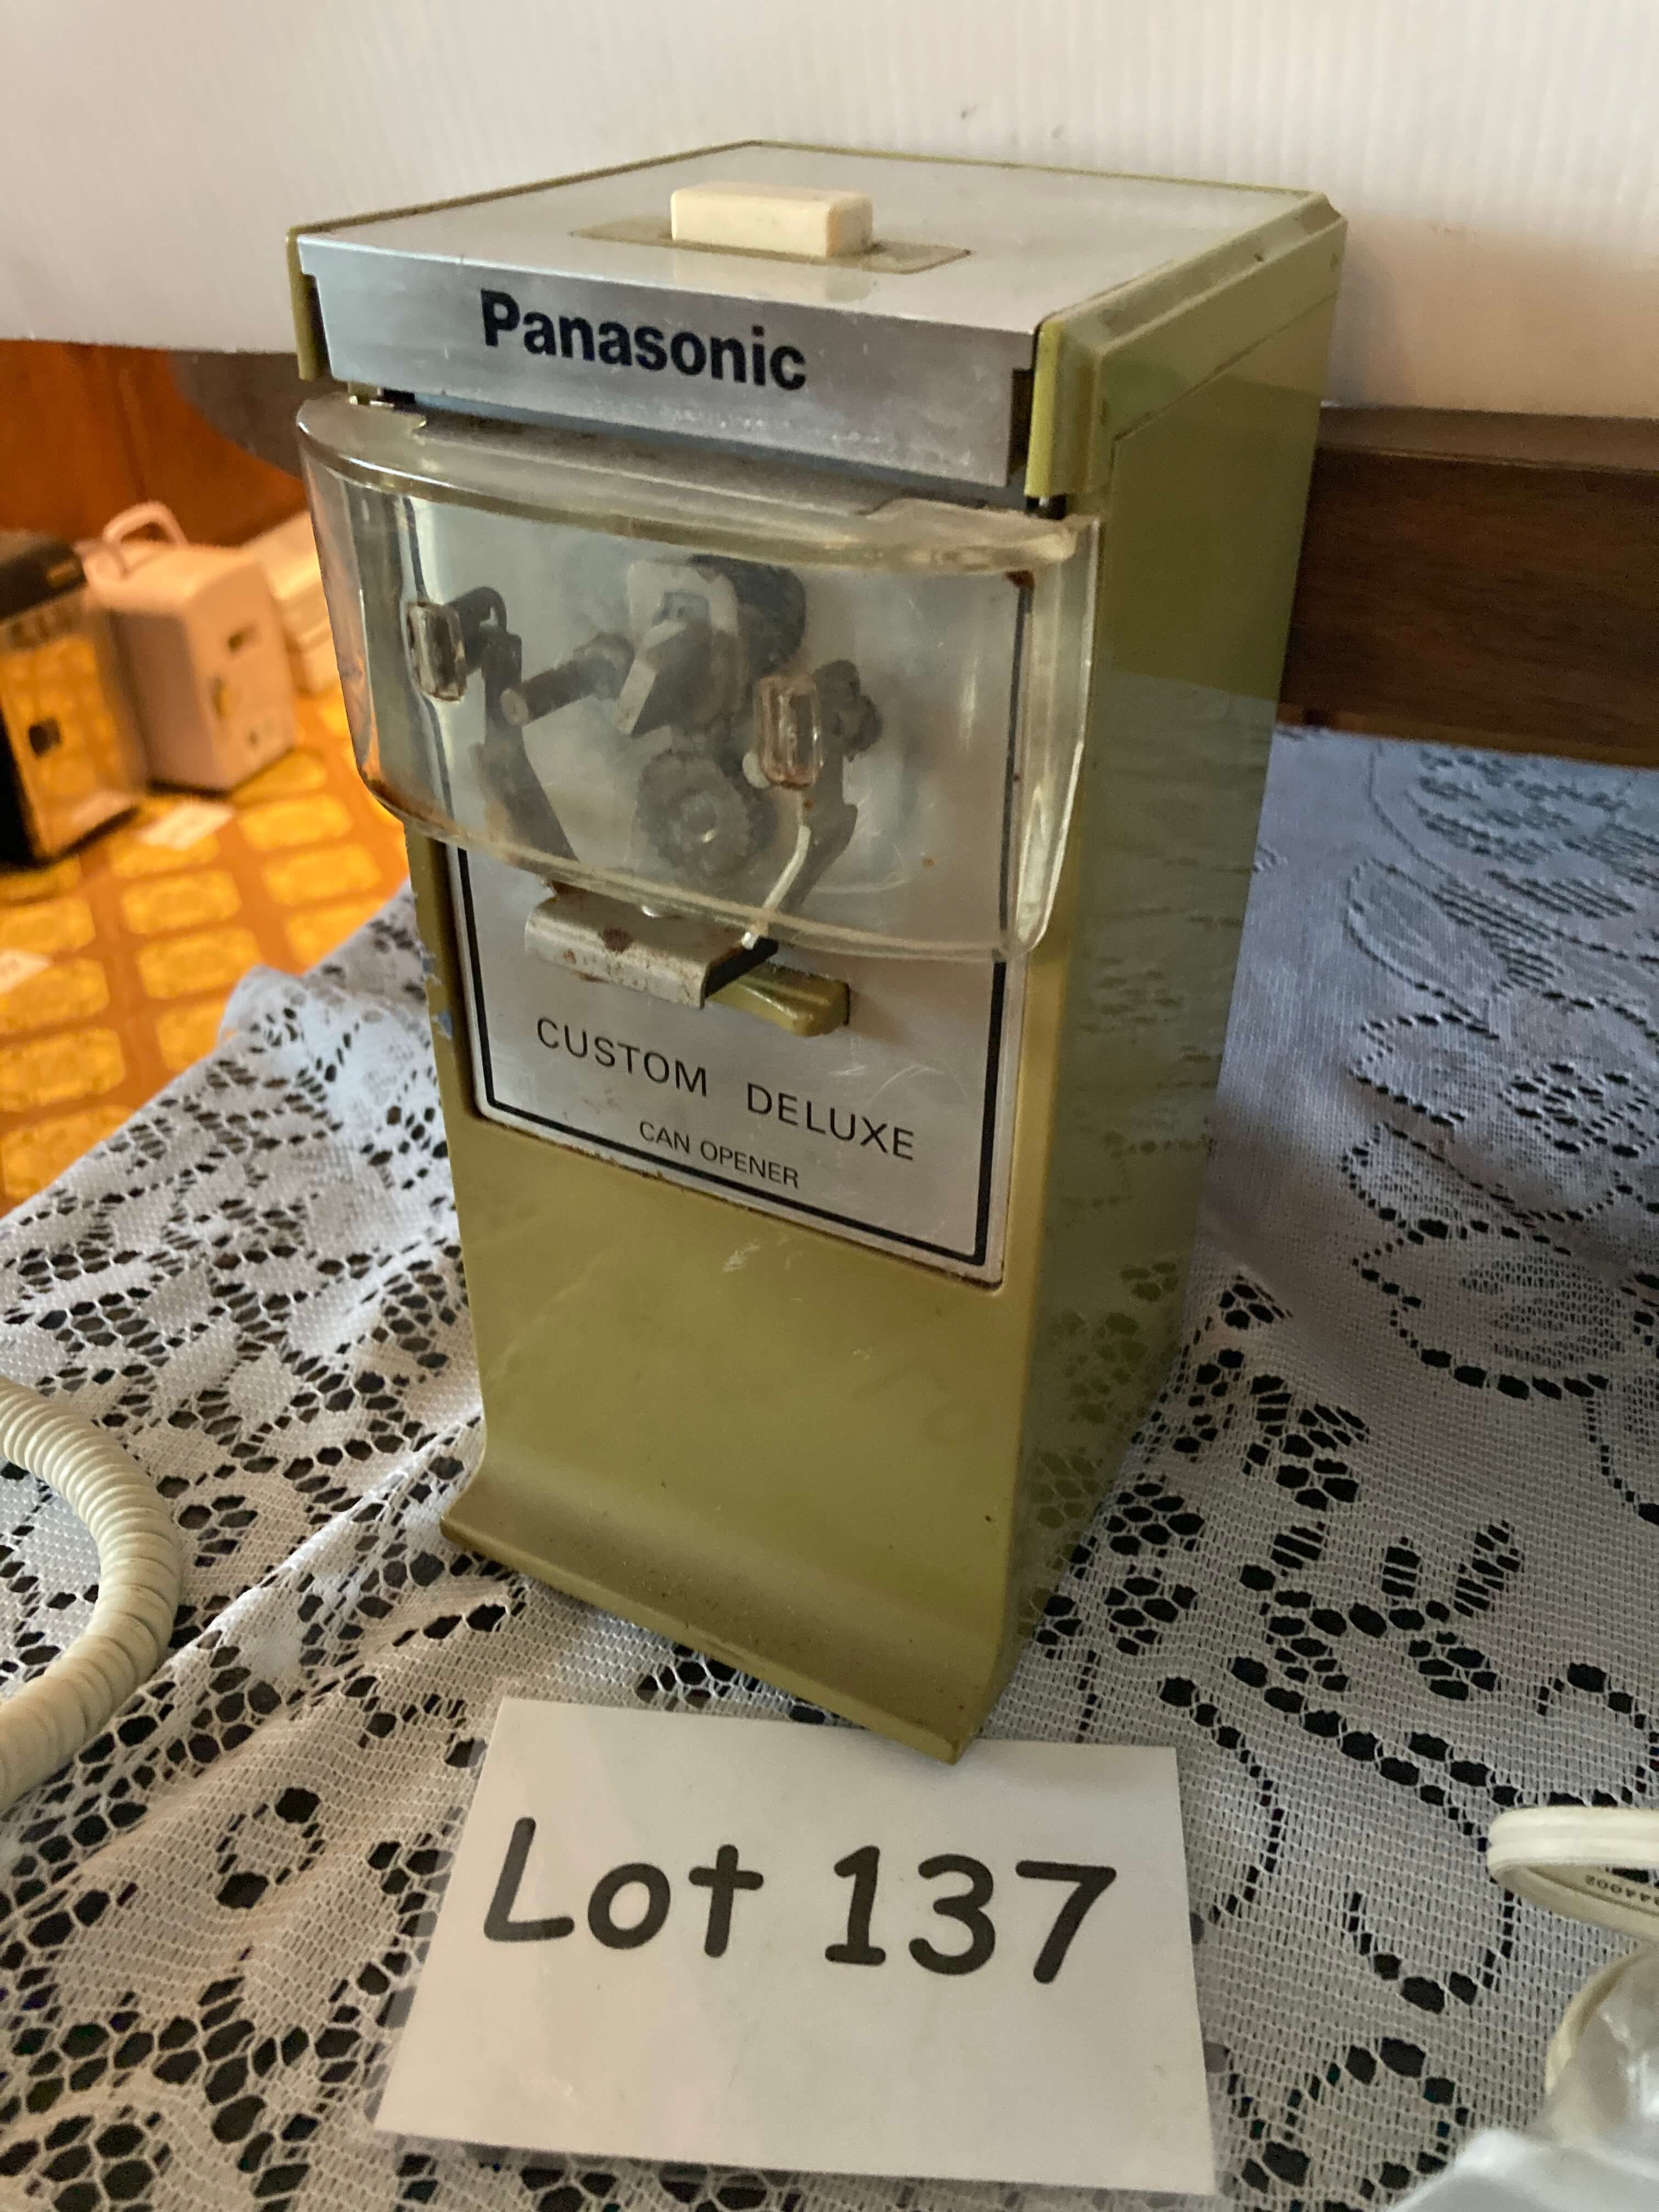 Panasonic
CUSTOM DELUXE
CAN OPENER
Lot 137